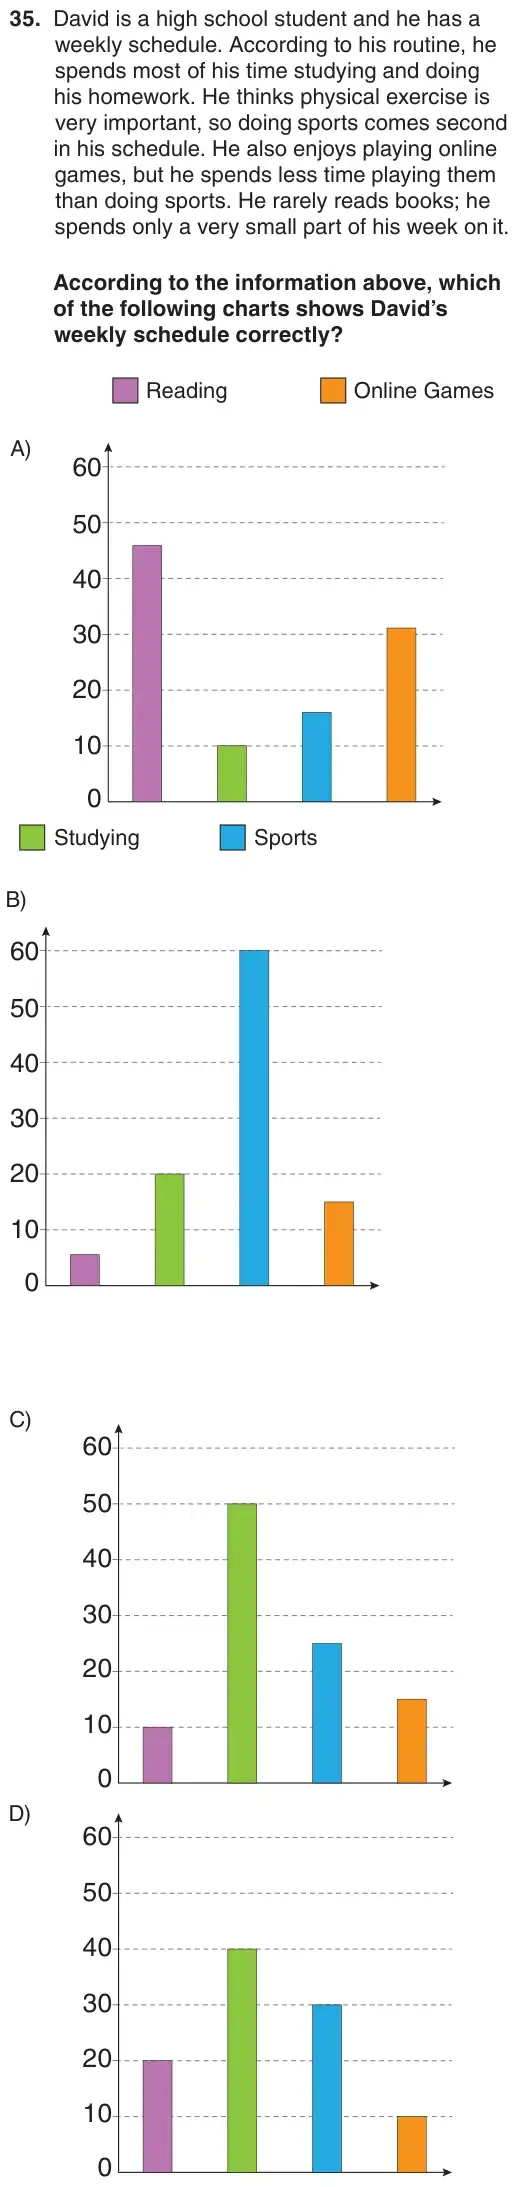 35. David is a high school student and he has a
weekly schedule. According to his routine, he
spends most of his time studying and doing
his homework. He thinks physical exercise is
very important, so doing sports comes second
in his schedule. He also enjoys playing online
games, but he spends less time playing them
than doing sports. He rarely reads books; he
spends only a very small part of his week on it.
According to the information above, which
of the following charts shows David's
weekly schedule correctly?
Reading Online Games
A)
60
50
40
30
20
10
0
Studying Sports
B)
60
50
40
30
20
10
0
C)
60
50
40
30
20
10
0
D)
60
50
40
30
20
10
0